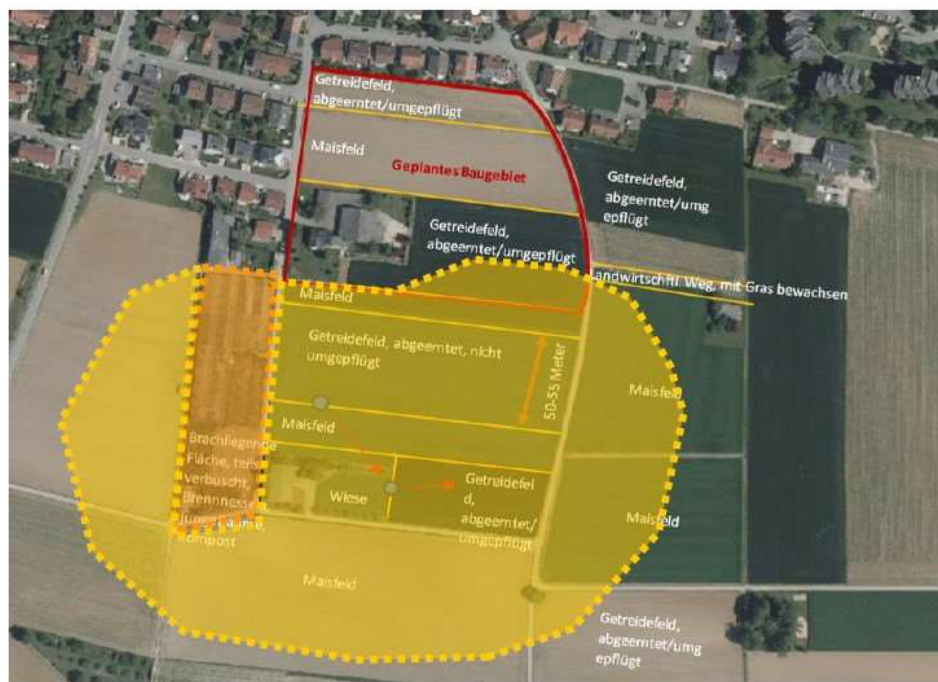 Getreidefeld,
abgeerntet/umgepflügt
Maisfeld
Geplantes Baugebiet
Getreidefeld,
abgeerntet/umg
epflügt
Getreidefeld,
abgeerntet/umgepflügt
Landwirtschftl. Weg, mit Gras bewachsen
Maisfeld
Getreidefeld, abgeerntet, nicht
umgepflügt
50-55 Meter
Maisfeld
Maisfeld
Brachliegende
Fläche, teils
verbuscht,
Brennnessel
Wiese
Getreidefel
d,
abgeerntet/
umgepflügt
Maisfeld
Maisfeld
Getreidefeld,
abgeerntet/umg
epflügt